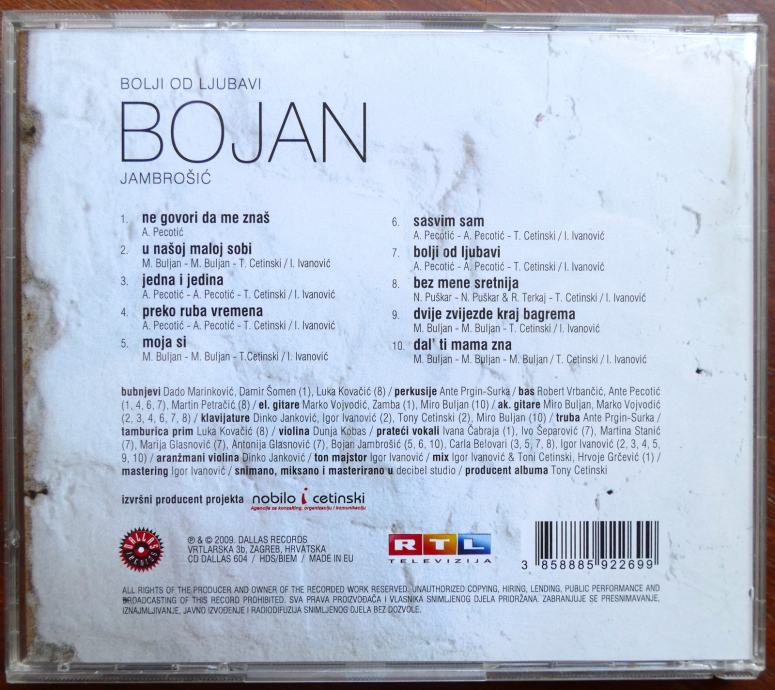 BOLJI OD LJUBAVI
BOJAN
JAMBROŠIĆ
1. ne govori da me znaš
A. Pecotić
2. u našoj maloj sobi
M. Buljan - M. Buljan - T. Cetinski / I. Ivanović
3. jedna i jedina
A. Pecotić - A. Pecotić - T. Cetinski / I. Ivanović
4. preko ruba vremena
A. Pecotić - A. Pecotić - T. Cetinski / I. Ivanović
5. moja si
M. Buljan - M. Buljan - T.Cetinski / I. Ivanović
6. sasvim sam
A. Pecotić - A. Pecotić - T. Cetinski / I. Ivanović
7. bolji od ljubavi
A. Pecotić - A. Pecotić - T. Cetinski / I. Ivanović
8. bez mene sretnija
N. Puškar - N. Puškar & R. Terkaj - T. Cetinski / I. Ivanović
9. dvije zvijezde kraj bagrema
M. Buljan - M. Buljan - T. Cetinski / I. Ivanović
10. dal' ti mama zna
M. Buljan - M. Buljan - M. Buljan / T. Cetinski / I. Ivanović
bubnjevi Dado Marinković, Damir Šomen (1), Luka Kovačić (8) / perkusije Ante Prgin-Surka / bas Robert Vrbančić, Ante Pecotić
(1, 4, 6, 7), Martin Petračić (8) / el. gitare Marko Vojvodić, Zamba (1), Miro Buljan (10) / ak. gitare Miro Buljan, Marko Vojvodić
(2, 3, 4, 6, 7, 8) / klavijature Dinko Janković, Igor Ivanović (2), Tony Cetinski (2), Miro Buljan (10) / truba Ante Prgin-Surka /
tamburica prim Luka Kovačić (8) / violina Dunja Kobas / prateći vokali Ivana Čabraja (1), Ivo Šeparović (7), Martina Stanić
(7), Marija Glasnović (7), Antonija Glasnović (7), Bojan Jambrošić (5, 6, 10), Carla Belovari (3, 5, 7, 8), Igor Ivanović (2, 3, 4, 5,
9, 10) / aranžmani violina Dinko Janković / ton majstor Igor Ivanović / mix Igor Ivanović & Toni Cetinski, Hrvoje Grčević (1) /
mastering Igor Ivanović / snimano, miksano i masterirano u decibel studio / producent albuma Tony Cetinski
izvršni producent projekta nobilo i cetinski
Agencija za konzalting, organizaciju i komunikaciju
DALLAS
RECORDS
℗ & © 2009. DALLAS RECORDS
VRTLARSKA 3b, ZAGREB, HRVATSKA
CD DALLAS 604 / HDS/BIEM / MADE IN EU
RTL
TELEVIZIJA
3 858885 922699
ALL RIGHTS OF THE PRODUCER AND OWNER OF THE RECORDED WORK RESERVED. UNAUTHORIZED COPYING, HIRING, LENDING, PUBLIC PERFORMANCE AND
BROADCASTING OF THIS RECORD PROHIBITED. SVA PRAVA PROIZVOĐAČA I VLASNIKA SNIMLJENOG DJELA PRIDRŽANA. ZABRANJUJE SE PRESNIMAVANJE,
IZNAJMLJIVANJE, JAVNO IZVOĐENJE I RADIODIFUZIJA SNIMLJENOG DJELA BEZ DOZVOLE.